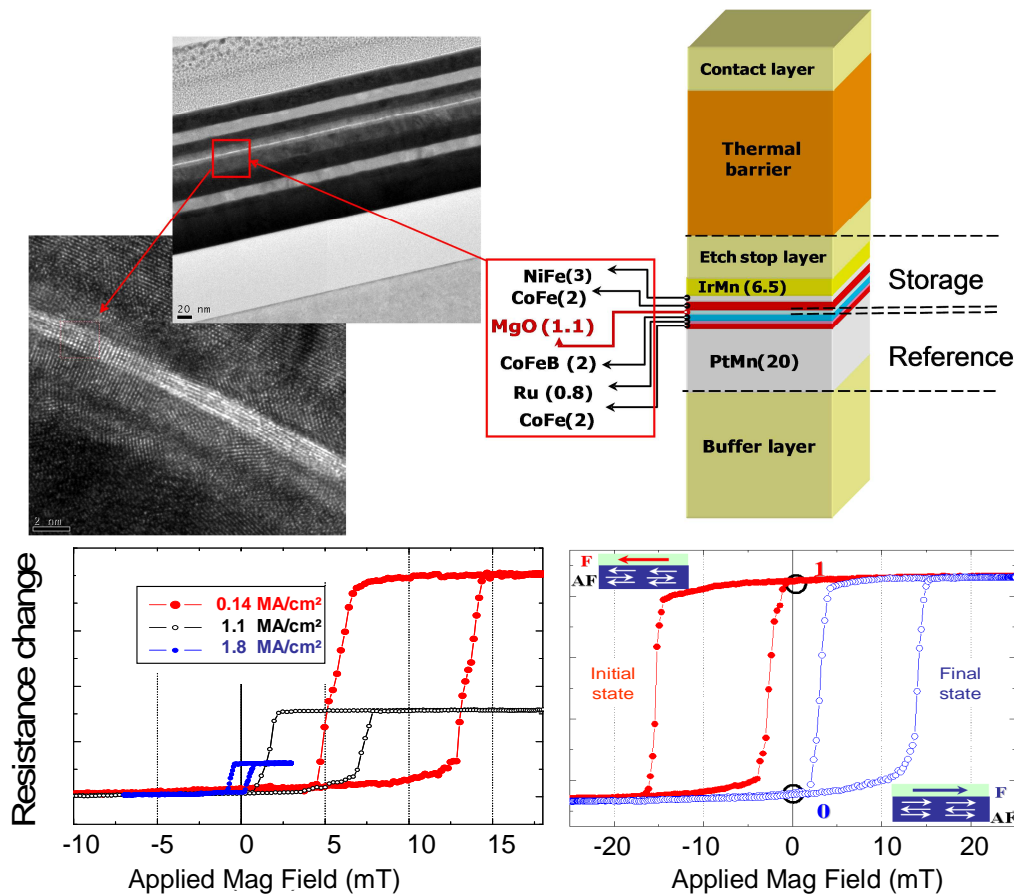 Contact layer
Thermal
barrier
Etch stop layer
IrMn (6.5)
Storage
NiFe(3)
CoFe(2)
MgO (1.1)
CoFeB (2)
Ru (0.8)
CoFe(2)
PtMn(20)
Reference
Buffer layer
20 nm
2 nm
Resistance change
0.14 MA/cm²
1.1 MA/cm²
1.8 MA/cm²
-10 -5 0 5 10 15
Applied Mag Field (mT)
F
AF
1
Initial
state
Final
state
0
F
AF
-20 -10 0 10 20
Applied Mag Field (mT)